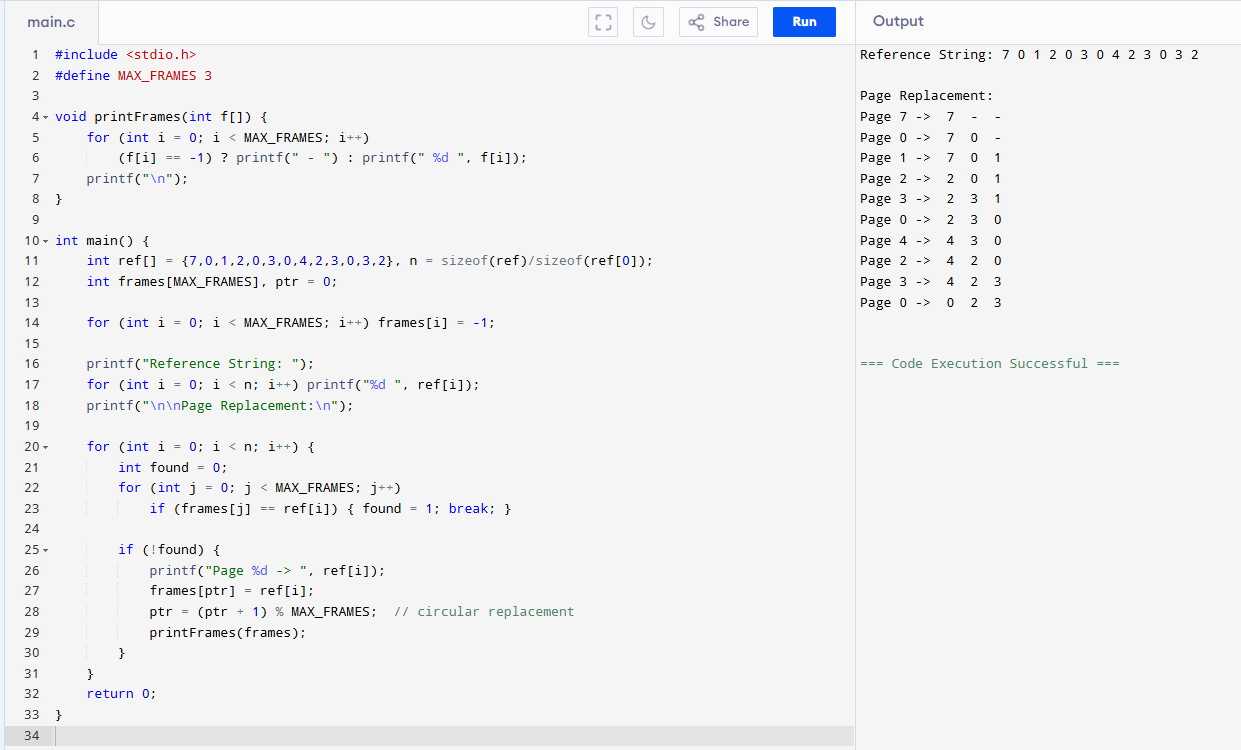 main.c
Share
Run
Output
1 #include <stdio.h>
2 #define MAX_FRAMES 3
3
4 void printFrames(int f[]) {
5     for (int i = 0; i < MAX_FRAMES; i++)
6         (f[i] == -1) ? printf(" - ") : printf(" %d ", f[i]);
7     printf("\n");
8 }
9
10 int main() {
11     int ref[] = {7,0,1,2,0,3,0,4,2,3,0,3,2}, n = sizeof(ref)/sizeof(ref[0]);
12     int frames[MAX_FRAMES], ptr = 0;
13
14     for (int i = 0; i < MAX_FRAMES; i++) frames[i] = -1;
15
16     printf("Reference String: ");
17     for (int i = 0; i < n; i++) printf("%d ", ref[i]);
18     printf("\n\nPage Replacement:\n");
19
20     for (int i = 0; i < n; i++) {
21         int found = 0;
22         for (int j = 0; j < MAX_FRAMES; j++)
23             if (frames[j] == ref[i]) { found = 1; break; }
24
25         if (!found) {
26             printf("Page %d -> ", ref[i]);
27             frames[ptr] = ref[i];
28             ptr = (ptr + 1) % MAX_FRAMES;  // circular replacement
29             printFrames(frames);
30         }
31     }
32     return 0;
33 }
34
Reference String: 7 0 1 2 0 3 0 4 2 3 0 3 2

Page Replacement:
Page 7 ->  7  -  -
Page 0 ->  7  0  -
Page 1 ->  7  0  1
Page 2 ->  2  0  1
Page 3 ->  2  3  1
Page 0 ->  2  3  0
Page 4 ->  4  3  0
Page 2 ->  4  2  0
Page 3 ->  4  2  3
Page 0 ->  0  2  3

=== Code Execution Successful ===